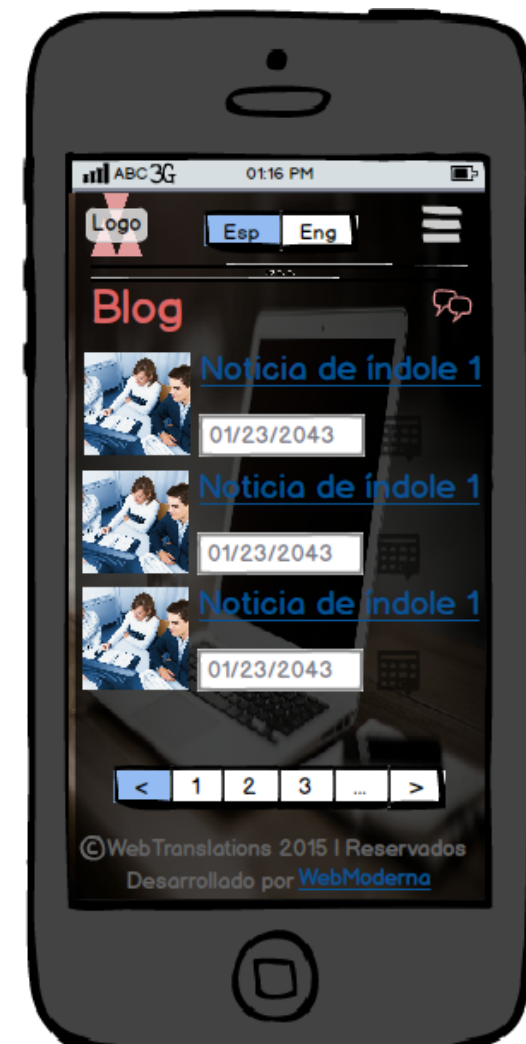 ABC 3G 01:16 PM
Logo Esp Eng
Blog
Noticia de índole 1
01/23/2043
Noticia de índole 1
01/23/2043
Noticia de índole 1
01/23/2043
< 1 2 3 ... >
©WebTranslations 2015 | Reservados
Desarrollado por WebModerna